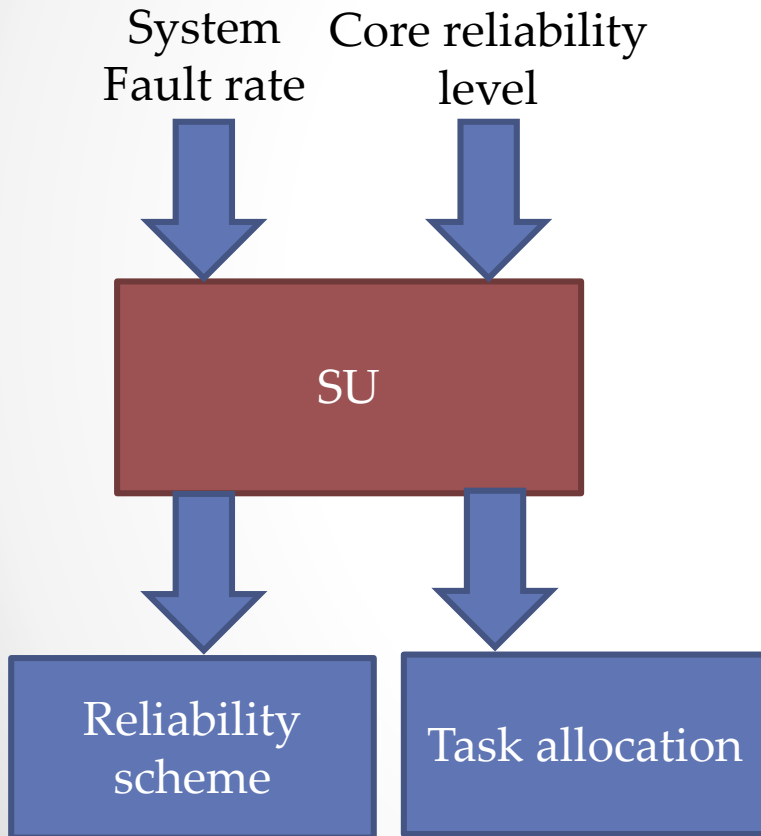 System
Fault rate
Core reliability
level
SU
Reliability
scheme
Task allocation